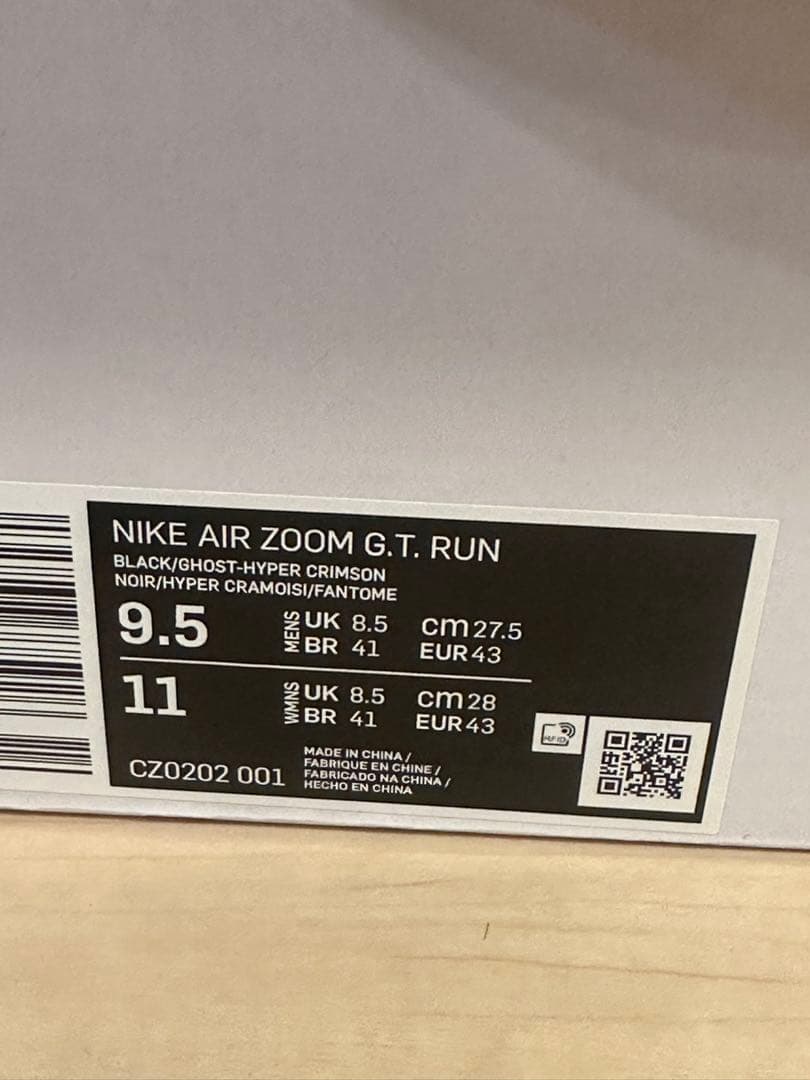 NIKE AIR ZOOM G.T. RUN
BLACK/GHOST-HYPER CRIMSON
NOIR/HYPER CRAMOISI/FANTOME
9.5 MENS UK 8.5 cm 27.5
BR 41 EUR 43
11 WMNS UK 8.5 cm 28
BR 41 EUR 43
RFID
CZ0202 001
MADE IN CHINA /
FABRIQUE EN CHINE /
FABRICADO NA CHINA /
HECHO EN CHINA